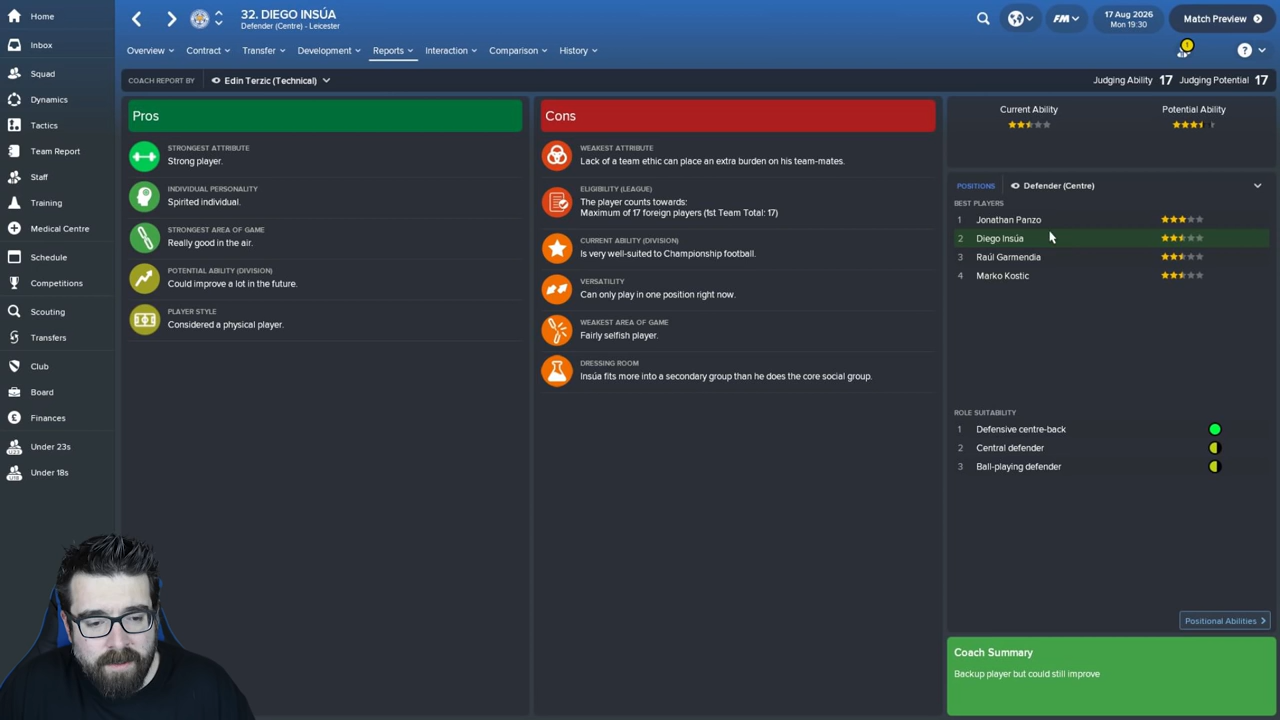 32. DIEGO INSÚA
Defender (Centre) - Leicester
17 Aug 2026
Mon 19:30
FM
Match Preview
Home
Inbox
Squad
Dynamics
Tactics
Team Report
Staff
Training
Medical Centre
Schedule
Competitions
Scouting
Transfers
Club
Board
Finances
Under 23s
Under 18s
Overview
Contract
Transfer
Development
Reports
Interaction
Comparison
History
1
?
COACH REPORT BY Edin Terzic (Technical)
Judging Ability 17 Judging Potential 17
Pros
STRONGEST ATTRIBUTE
Strong player.
INDIVIDUAL PERSONALITY
Spirited individual.
STRONGEST AREA OF GAME
Really good in the air.
POTENTIAL ABILITY (DIVISION)
Could improve a lot in the future.
PLAYER STYLE
Considered a physical player.
Cons
WEAKEST ATTRIBUTE
Lack of a team ethic can place an extra burden on his team-mates.
ELIGIBILITY (LEAGUE)
The player counts towards:
Maximum of 17 foreign players (1st Team Total: 17)
CURRENT ABILITY (DIVISION)
Is very well-suited to Championship football.
VERSATILITY
Can only play in one position right now.
WEAKEST AREA OF GAME
Fairly selfish player.
DRESSING ROOM
Insúa fits more into a secondary group than he does the core social group.
Current Ability
Potential Ability
POSITIONS Defender (Centre)
BEST PLAYERS
1 Jonathan Panzo
2 Diego Insúa
3 Raúl Garmendia
4 Marko Kostic
ROLE SUITABILITY
1 Defensive centre-back
2 Central defender
3 Ball-playing defender
Positional Abilities
Coach Summary
Backup player but could still improve